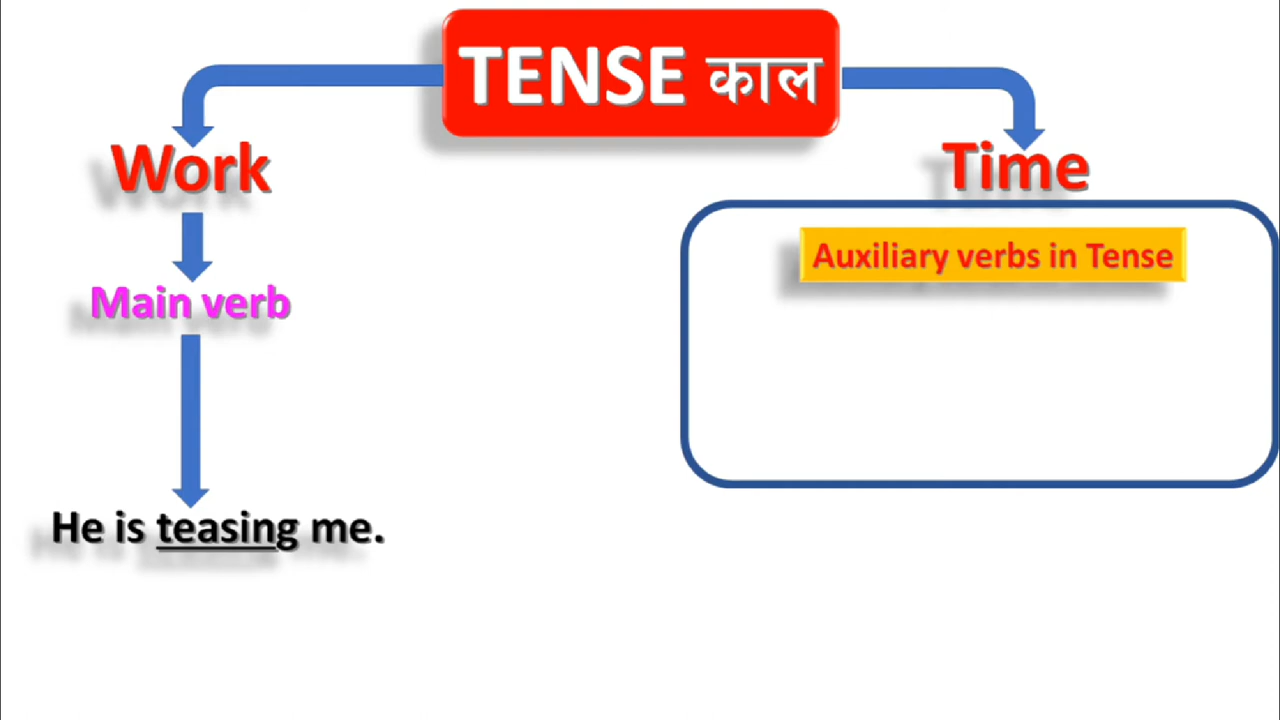 TENSE काल
Work
Time
Auxiliary verbs in Tense
Main verb
He is teasing me.